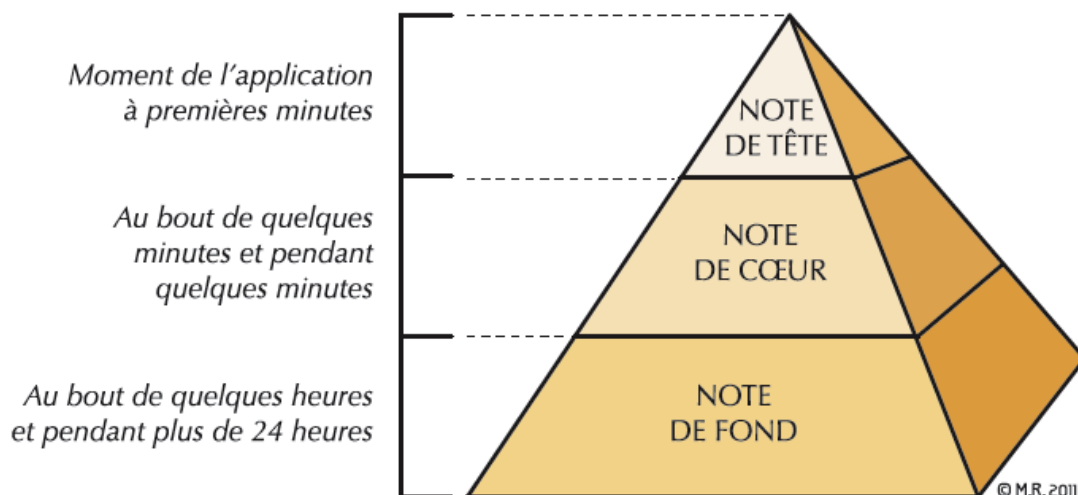 Moment de l'application
à premières minutes
NOTE
DE TÊTE
Au bout de quelques
minutes et pendant
quelques minutes
NOTE
DE CŒUR
Au bout de quelques heures
et pendant plus de 24 heures
NOTE
DE FOND
© M.R. 2011